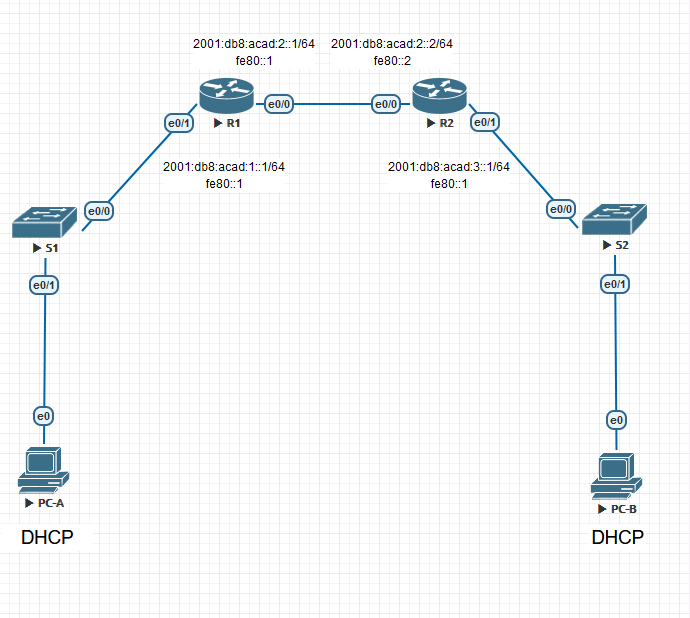 2001:db8:acad:2::1/64
2001:db8:acad:2::2/64
fe80::1
fe80::2
e0/0
e0/0
e0/1
R1
R2
e0/1
2001:db8:acad:1::1/64
2001:db8:acad:3::1/64
fe80::1
fe80::1
e0/0
e0/0
S1
S2
e0/1
e0/1
e0
e0
PC-A
PC-B
DHCP
DHCP